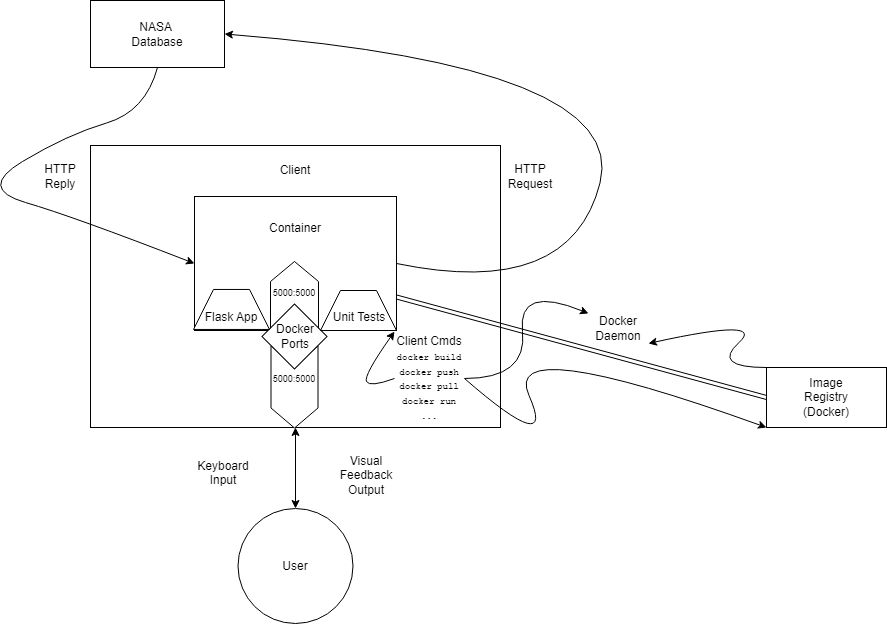 NASA
Database
HTTP
Reply
Client
HTTP
Request
Container
5000:5000
Flask App
Docker
Ports
Unit Tests
5000:5000
Client Cmds
docker build
docker push
docker pull
docker run
...
Docker
Daemon
Image
Registry
(Docker)
Keyboard
Input
Visual
Feedback
Output
User